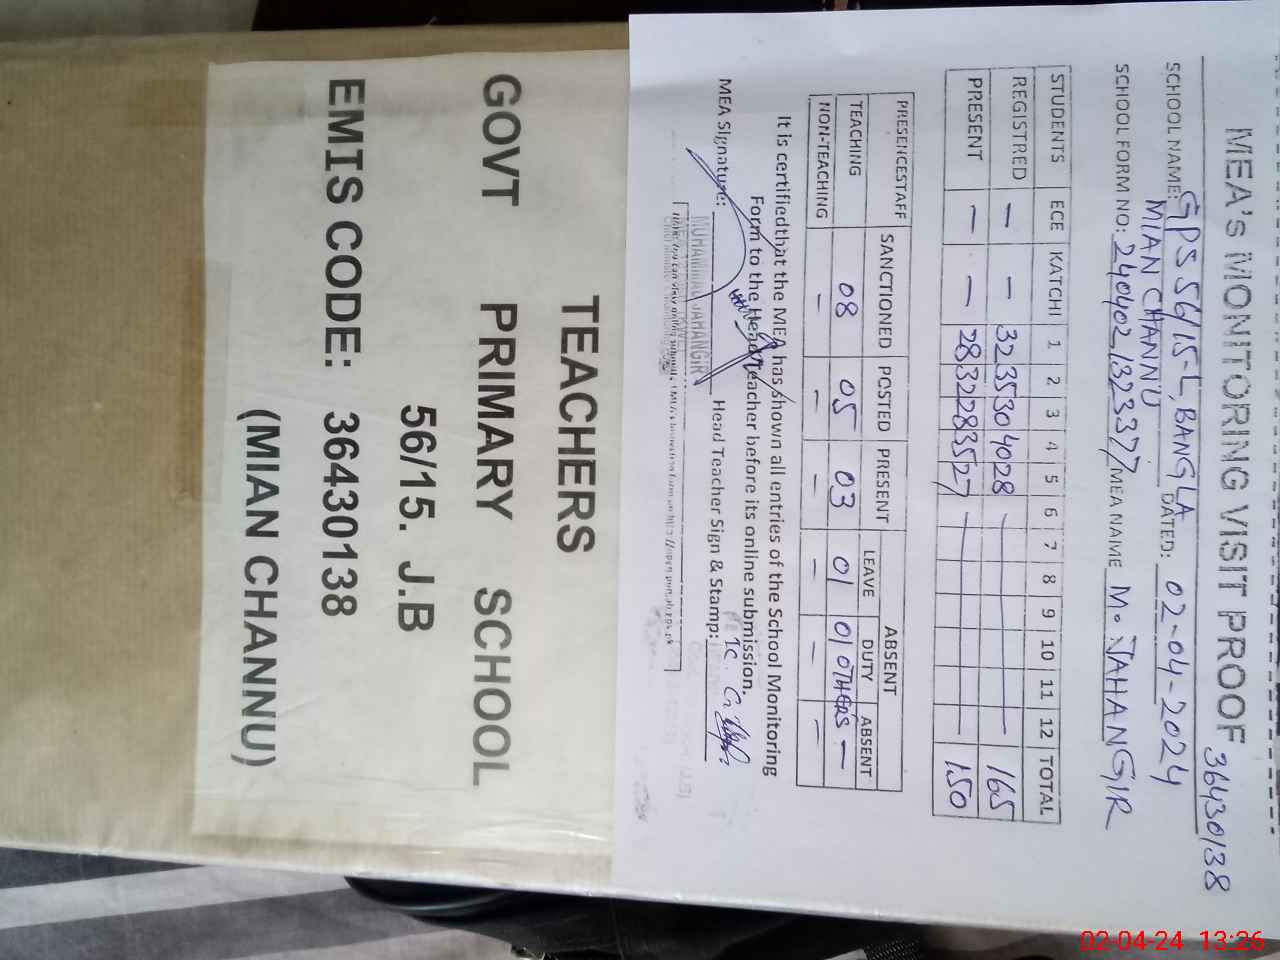 MEA's MONITORING VISIT PROOF 36430138
SCHOOL NAME: GPS 56/15-L, BANGLA DATED: 02-04-2024
MIAN CHANNU
SCHOOL FORM NO: 240402132337 MEA NAME M. JAHANGIR
STUDENTS ECE KATCHI 1 2 3 4 5 6 7 8 9 10 11 12 TOTAL
REGISTRED — — 32 35 30 40 28 — 165
PRESENT — — 28 32 28 35 27 — 150
PRESENCESTAFF SANCTIONED POSTED PRESENT ABSENT
LEAVE DUTY OTHERS ABSENT
TEACHING 08 05 03 01 01 —
NON-TEACHING — — — — — —
It is certifiedthat the MEA has shown all entries of the School Monitoring
Form to the Head Teacher before its online submission.
MEA Signature: Head Teacher Sign & Stamp:
MUHAMMAD JAHANGIR
TEACHERS
GOVT PRIMARY SCHOOL
56/15. J.B
EMIS CODE: 36430138
(MIAN CHANNU)
02-04-24 13:26